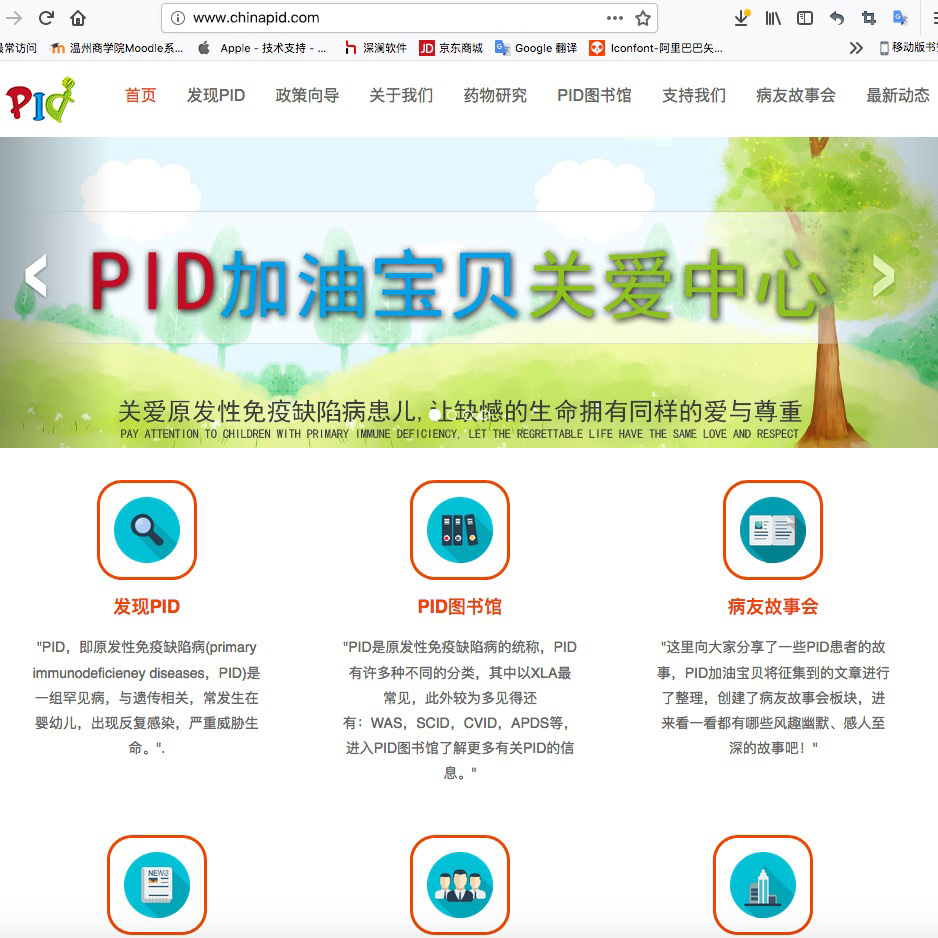 www.chinapid.com
最常访问 温州商学院Moodle系... Apple - 技术支持 - ... 深澜软件 JD 京东商城 Google 翻译 Iconfont-阿里巴巴矢... 移动版书
PID 首页 发现PID 政策向导 关于我们 药物研究 PID图书馆 支持我们 病友故事会 最新动态
PID加油宝贝关爱中心
关爱原发性免疫缺陷病患儿,让缺憾的生命拥有同样的爱与尊重
PAY ATTENTION TO CHILDREN WITH PRIMARY IMMUNE DEFICIENCY, LET THE REGRETTABLE LIFE HAVE THE SAME LOVE AND RESPECT
发现PID
"PID，即原发性免疫缺陷病(primary
immunodeficieney diseases，PID)是
一组罕见病，与遗传相关，常发生在
婴幼儿，出现反复感染，严重威胁生
命。".
PID图书馆
"PID是原发性免疫缺陷病的统称，PID
有许多种不同的分类，其中以XLA最
常见，此外较为多见得还
有：WAS，SCID，CVID，APDS等，
进入PID图书馆了解更多有关PID的信
息。"
病友故事会
"这里向大家分享了一些PID患者的故
事，PID加油宝贝将征集到的文章进行
了整理，创建了病友故事会板块，进
来看一看都有哪些风趣幽默、感人至
深的故事吧！"
NEWS